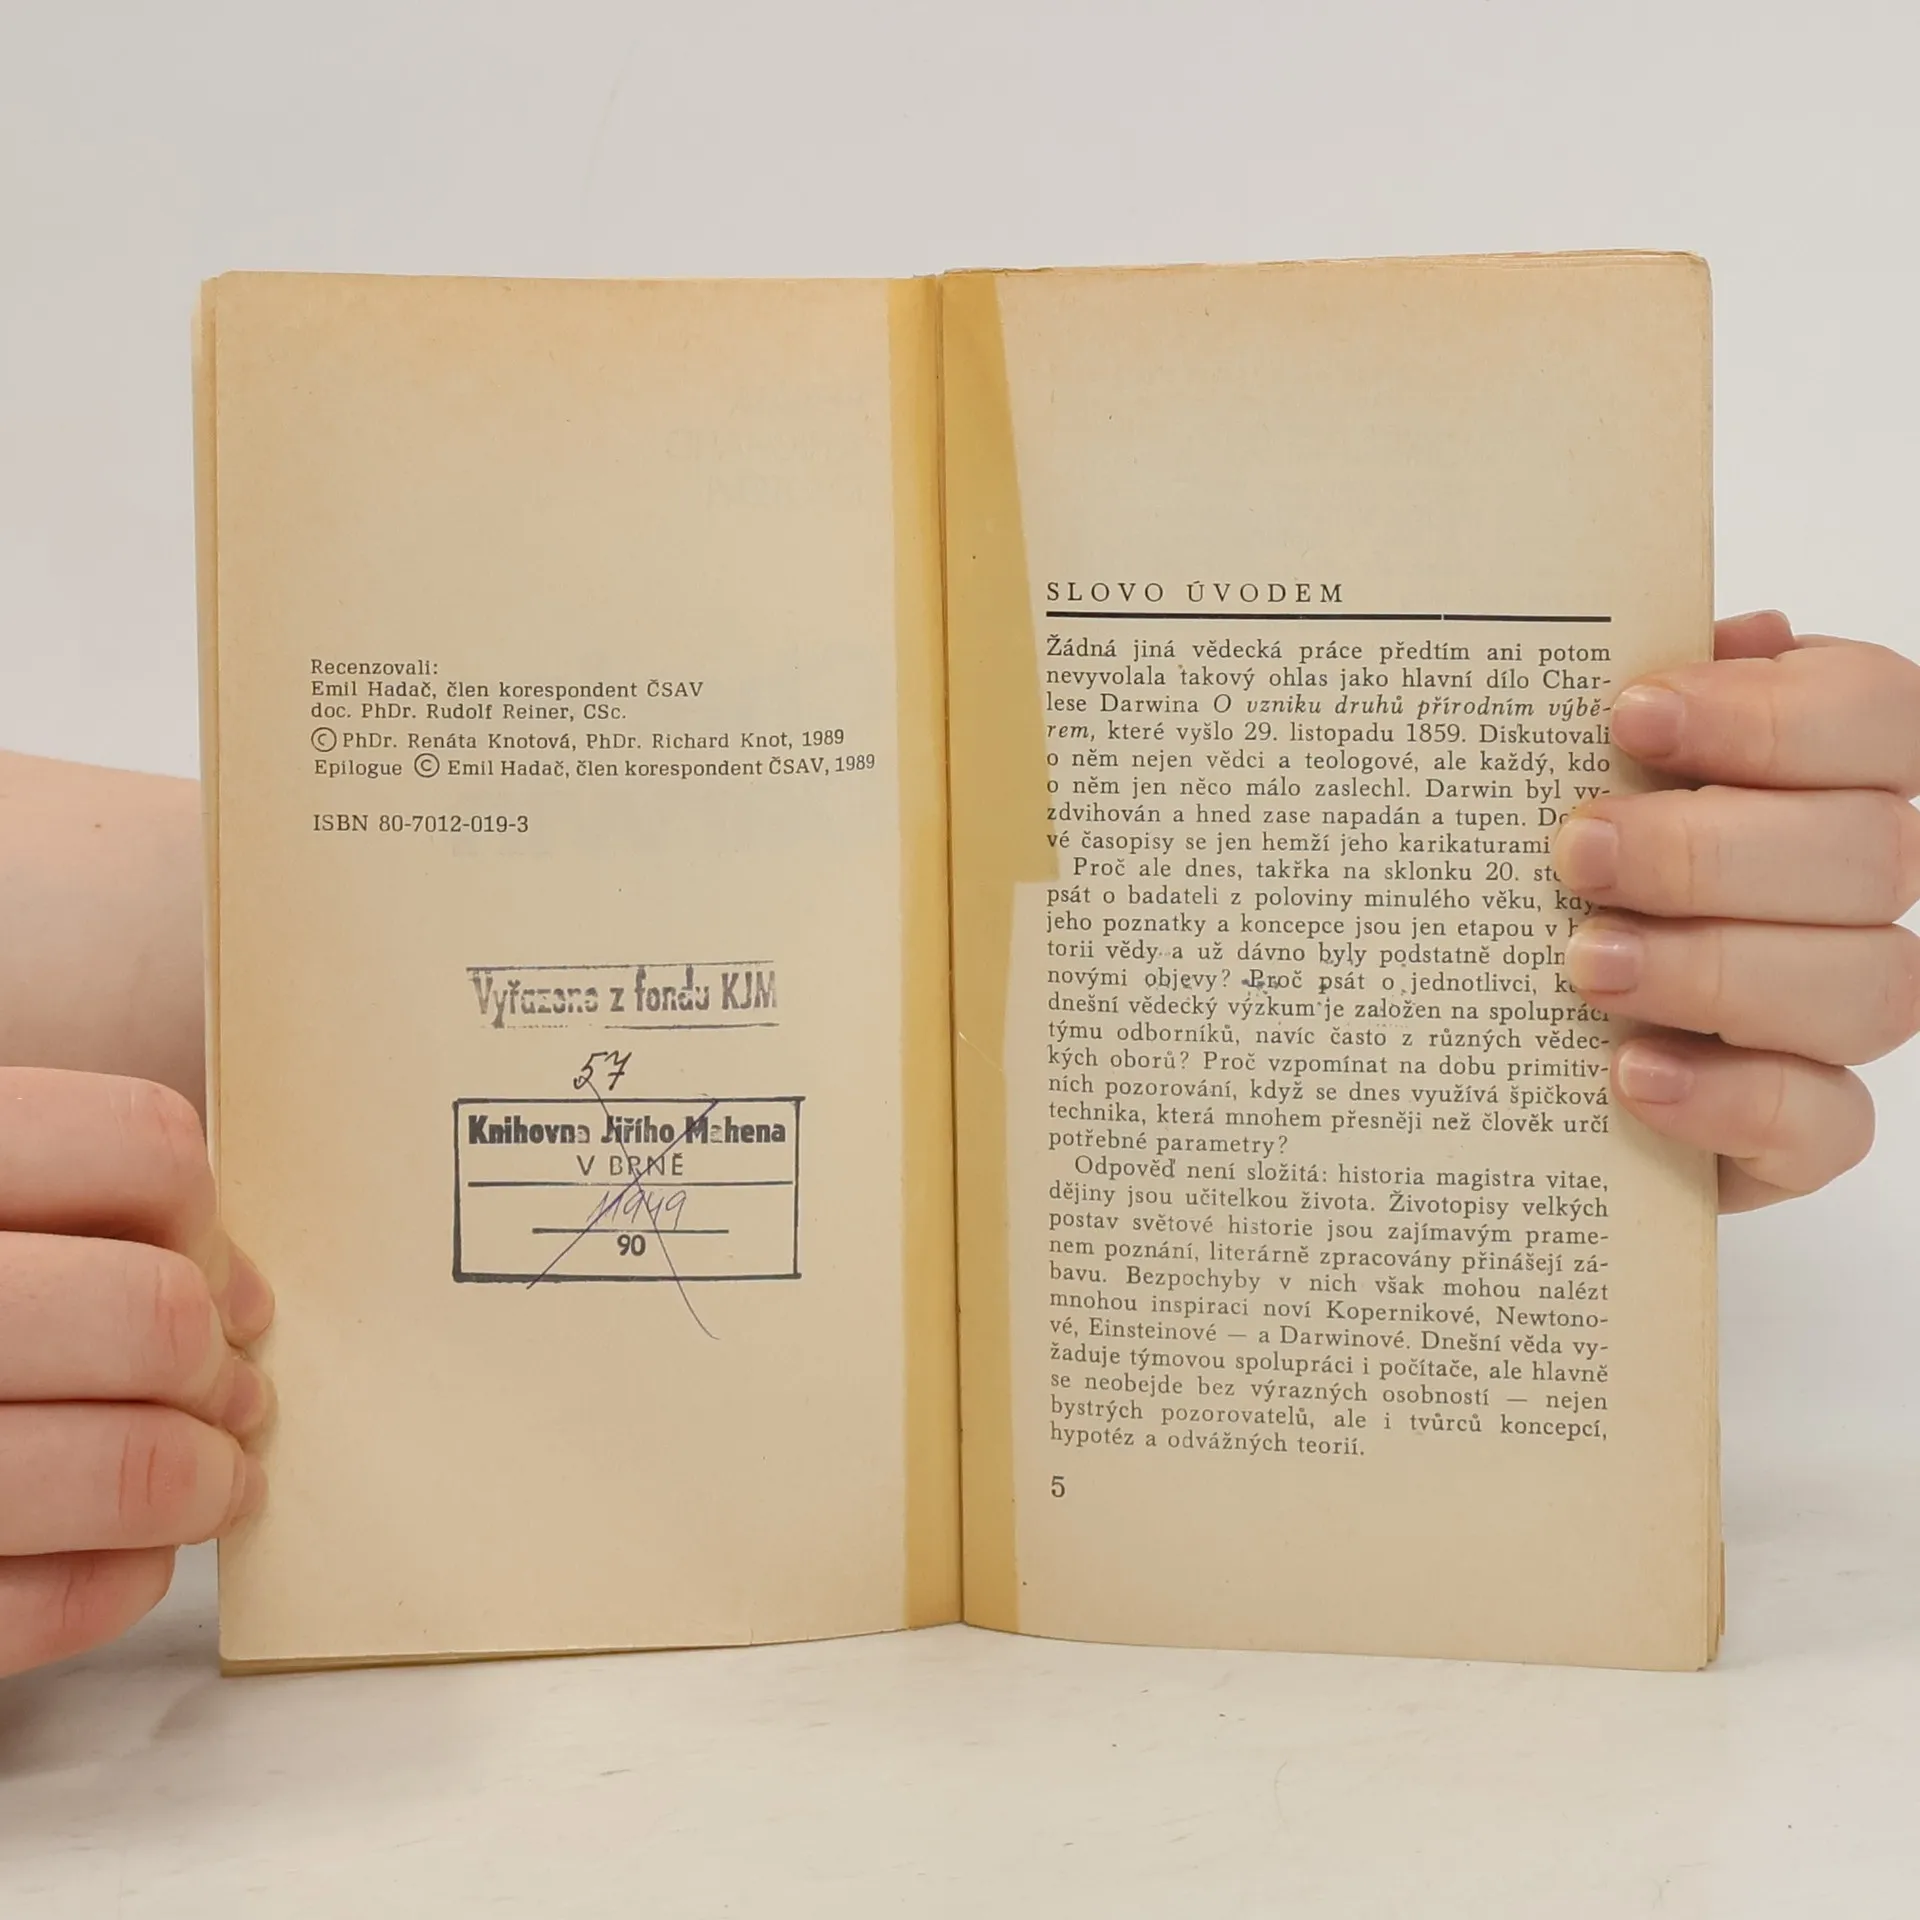 Recenzovali:
Emil Hadač, člen korespondent ČSAV
doc. PhDr. Rudolf Reiner, CSc.
© PhDr. Renáta Knotová, PhDr. Richard Knot, 1989
Epilogue © Emil Hadač, člen korespondent ČSAV, 1989
ISBN 80-7012-019-3
Vyřazeno z fondu KJM
57
Knihovna Jiřího Mahena
V BRNĚ
11949
90
SLOVO ÚVODEM
Žádná jiná vědecká práce předtím ani potom
nevyvolala takový ohlas jako hlavní dílo Char-
lese Darwina O vzniku druhů přírodním výbě-
rem, které vyšlo 29. listopadu 1859. Diskutovali
o něm nejen vědci a teologové, ale každý, kdo
o něm jen něco málo zaslechl. Darwin byl vy-
zdvihován a hned zase napadán a tupen.
vé časopisy se jen hemží jeho karikaturami
Proč ale dnes, takřka na sklonku 20.
psát o badateli z poloviny minulého věku, když
jeho poznatky a koncepce jsou jen etapou v
torii vědy a už dávno byly podstatně
novými objevy? Proč psát o jednotlivci,
dnešní vědecký výzkum je založen na spolupráci
týmu odborníků, navíc často z různých vědec-
kých oborů? Proč vzpomínat na dobu primitiv-
ních pozorování, když se dnes využívá špičková
technika, která mnohem přesněji než člověk určí
potřebné parametry?
Odpověď není složitá: historia magistra vitae,
dějiny jsou učitelkou života. Životopisy velkých
postav světové historie jsou zajímavým prame-
nem poznání, literárně zpracovány přinášejí zá-
bavu. Bezpochyby v nich však mohou nalézt
mnohou inspiraci noví Kopernikové, Newtono-
vé, Einsteinové — a Darwinové. Dnešní věda vy-
žaduje týmovou spolupráci i počítače, ale hlavně
se neobejde bez výrazných osobností — nejen
bystrých pozorovatelů, ale i tvůrců koncepcí,
hypotéz a odvážných teorií.
5